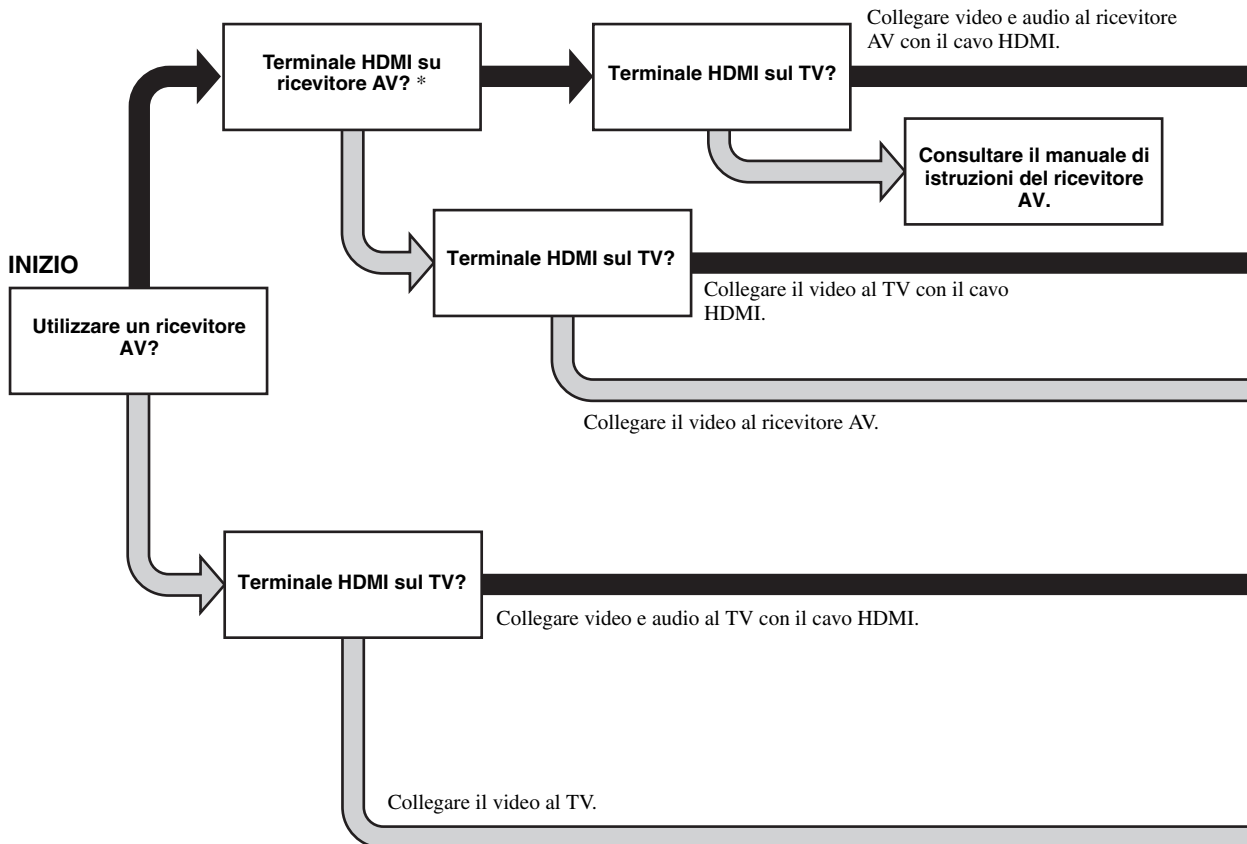 Collegare video e audio al ricevitore
AV con il cavo HDMI.
Terminale HDMI su
ricevitore AV? *
Terminale HDMI sul TV?
Consultare il manuale di
istruzioni del ricevitore
AV.
Terminale HDMI sul TV?
INIZIO
Collegare il video al TV con il cavo
HDMI.
Utilizzare un ricevitore
AV?
Collegare il video al ricevitore AV.
Terminale HDMI sul TV?
Collegare video e audio al TV con il cavo HDMI.
Collegare il video al TV.